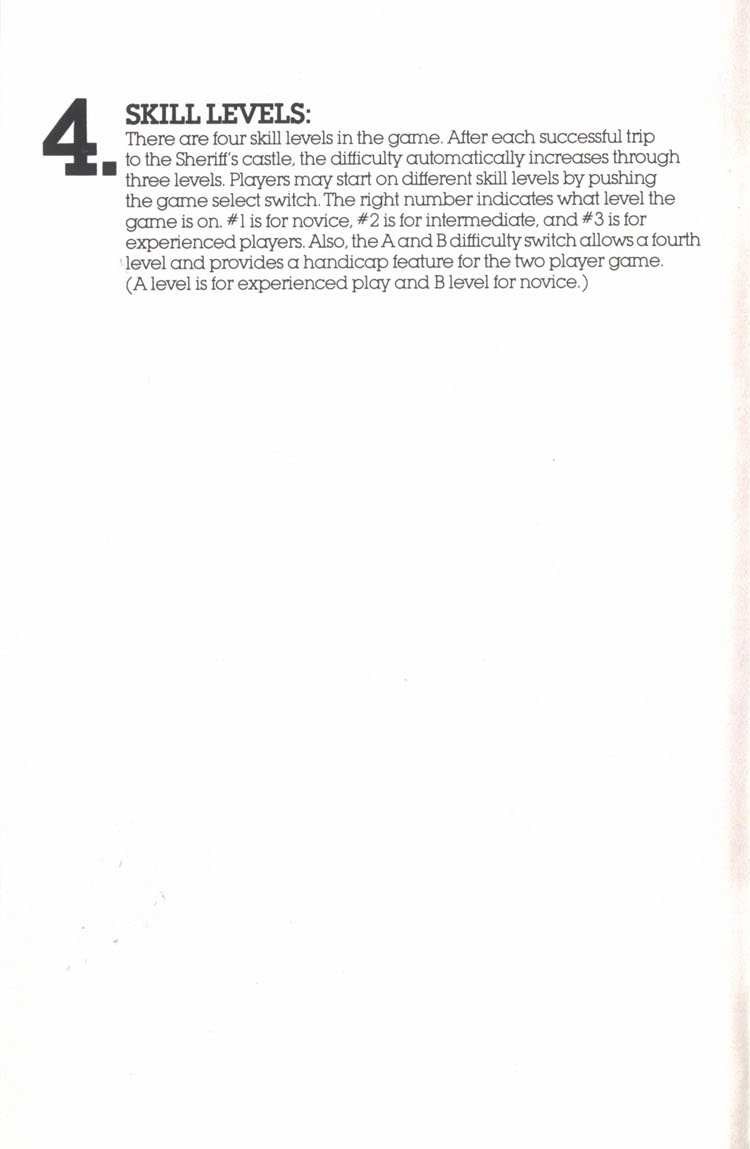 4. SKILL LEVELS:
There are four skill levels in the game. After each successful trip
to the Sheriff's castle, the difficulty automatically increases through
three levels. Players may start on different skill levels by pushing
the game select switch. The right number indicates what level the
game is on. #1 is for novice, #2 is for intermediate, and #3 is for
experienced players. Also, the A and B difficulty switch allows a fourth
level and provides a handicap feature for the two player game.
(A level is for experienced play and B level for novice.)